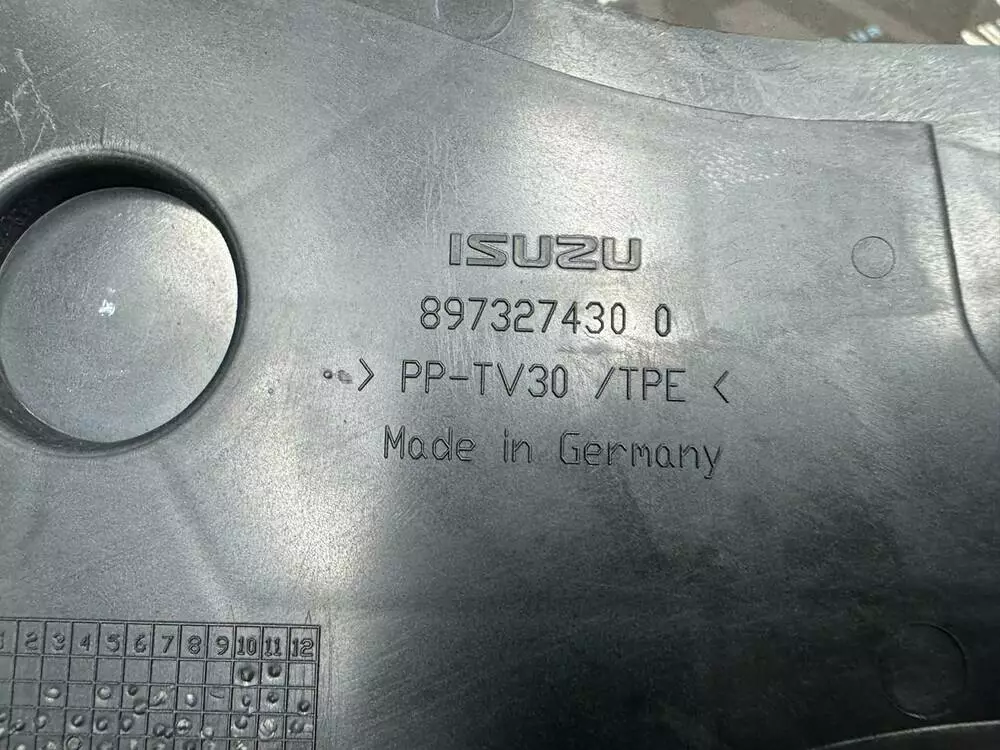 ISUZU
897327430 0
> PP-TV30 /TPE <
Made in Germany
1 2 3 4 5 6 7 8 9 10 11 12